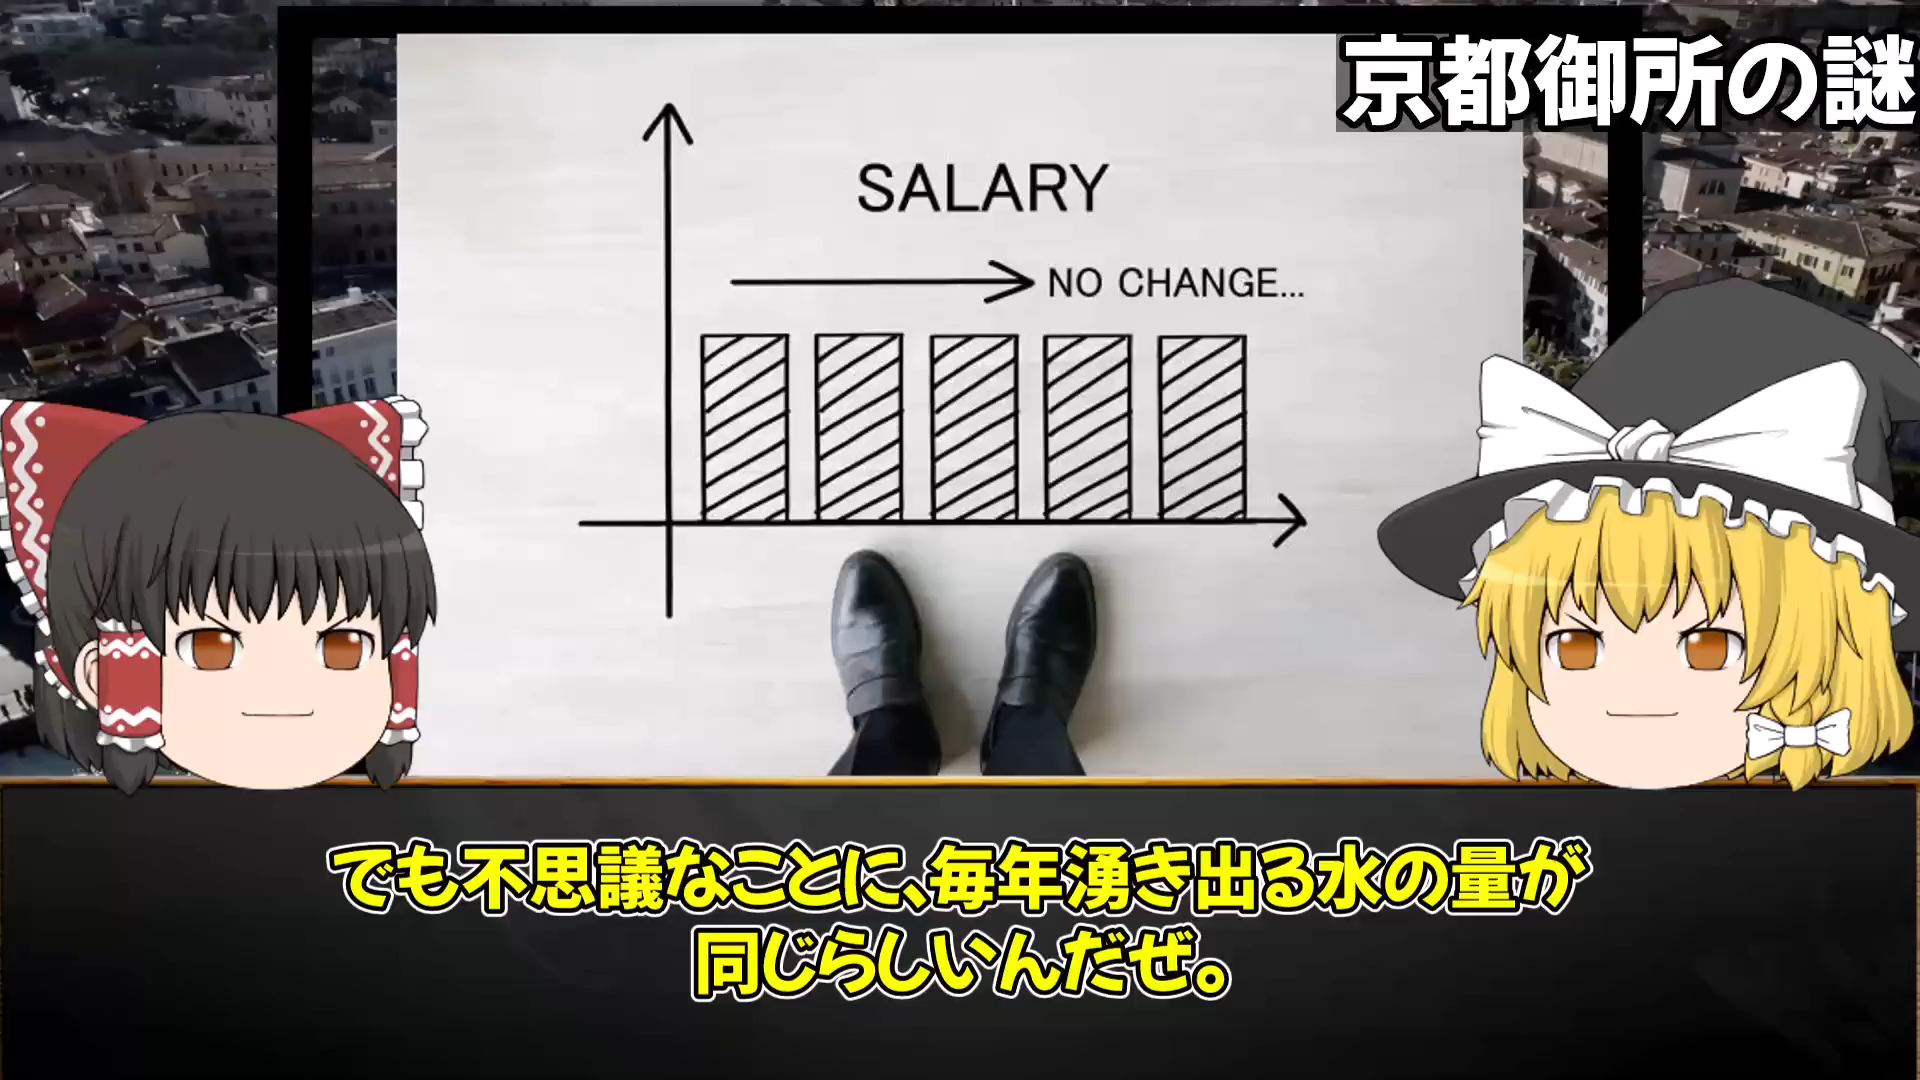 京都御所の謎
SALARY
NO CHANGE...
でも不思議なことに、毎年湧き出る水の量が
同じらしいんだぜ。